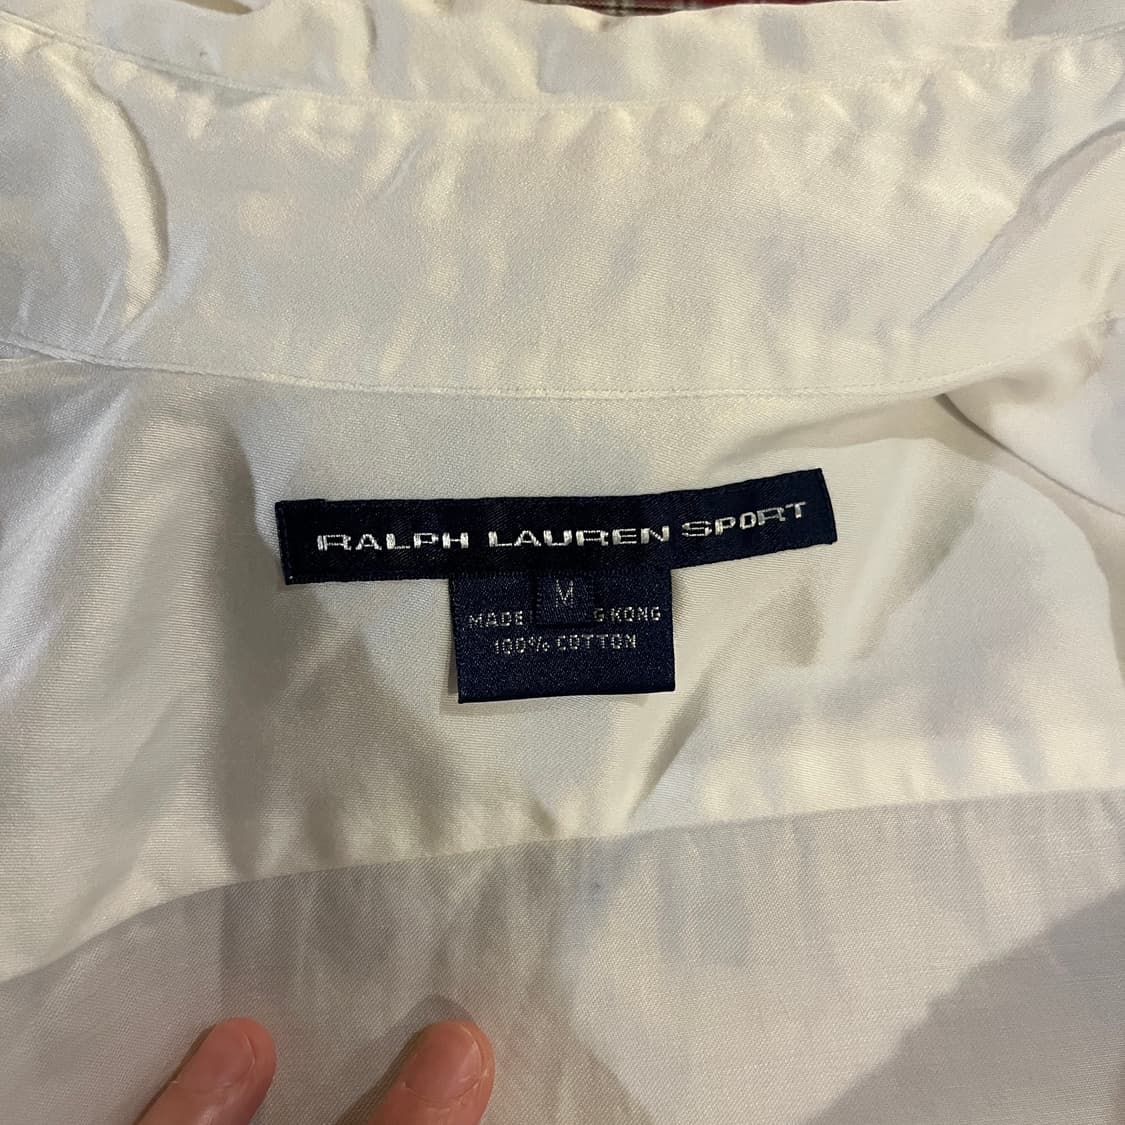 RALPH LAUREN SPORT
M
MADE G KONG
100% COTTON